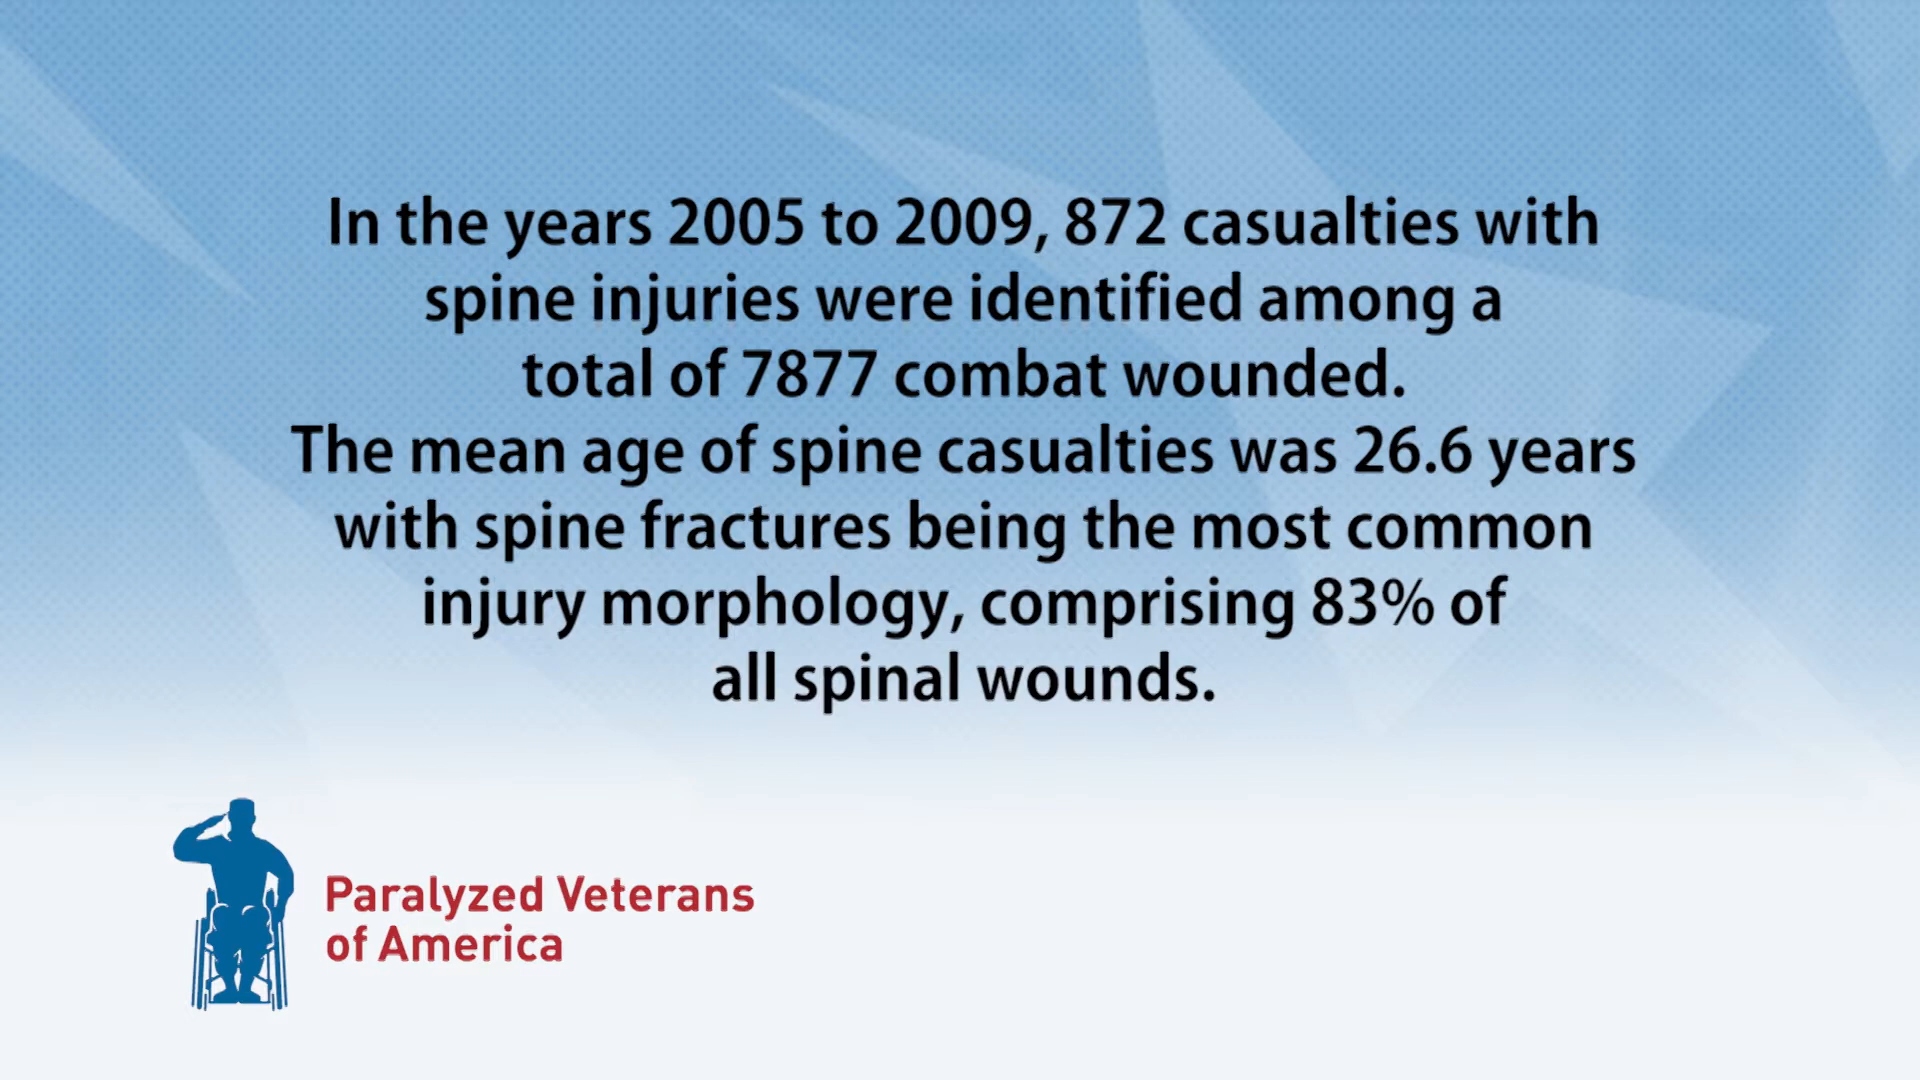 In the years 2005 to 2009, 872 casualties with
spine injuries were identified among a
total of 7877 combat wounded.
The mean age of spine casualties was 26.6 years
with spine fractures being the most common
injury morphology, comprising 83% of
all spinal wounds.
Paralyzed Veterans
of America